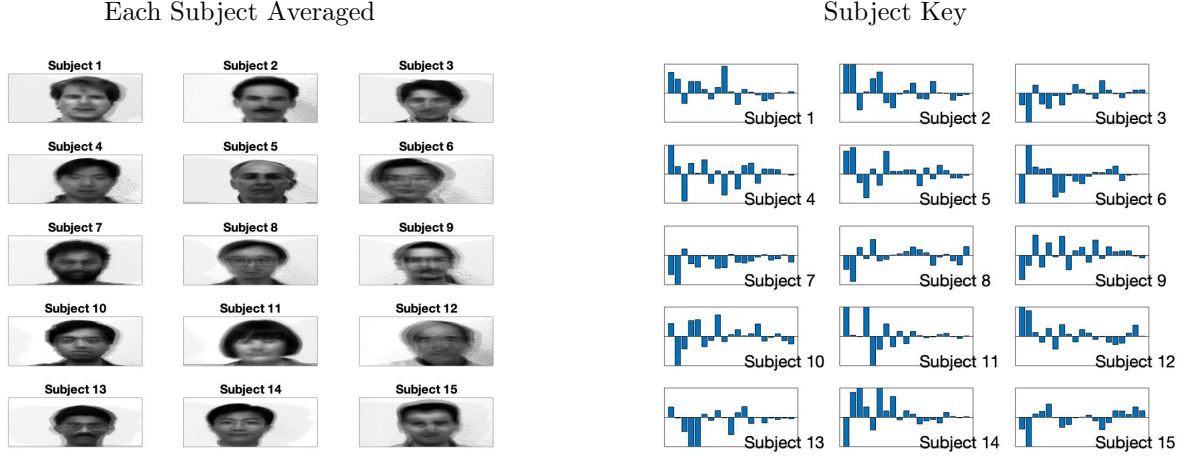 Each Subject Averaged
Subject 1 Subject 2 Subject 3
Subject 4 Subject 5 Subject 6
Subject 7 Subject 8 Subject 9
Subject 10 Subject 11 Subject 12
Subject 13 Subject 14 Subject 15
Subject Key
Subject 1 Subject 2 Subject 3
Subject 4 Subject 5 Subject 6
Subject 7 Subject 8 Subject 9
Subject 10 Subject 11 Subject 12
Subject 13 Subject 14 Subject 15